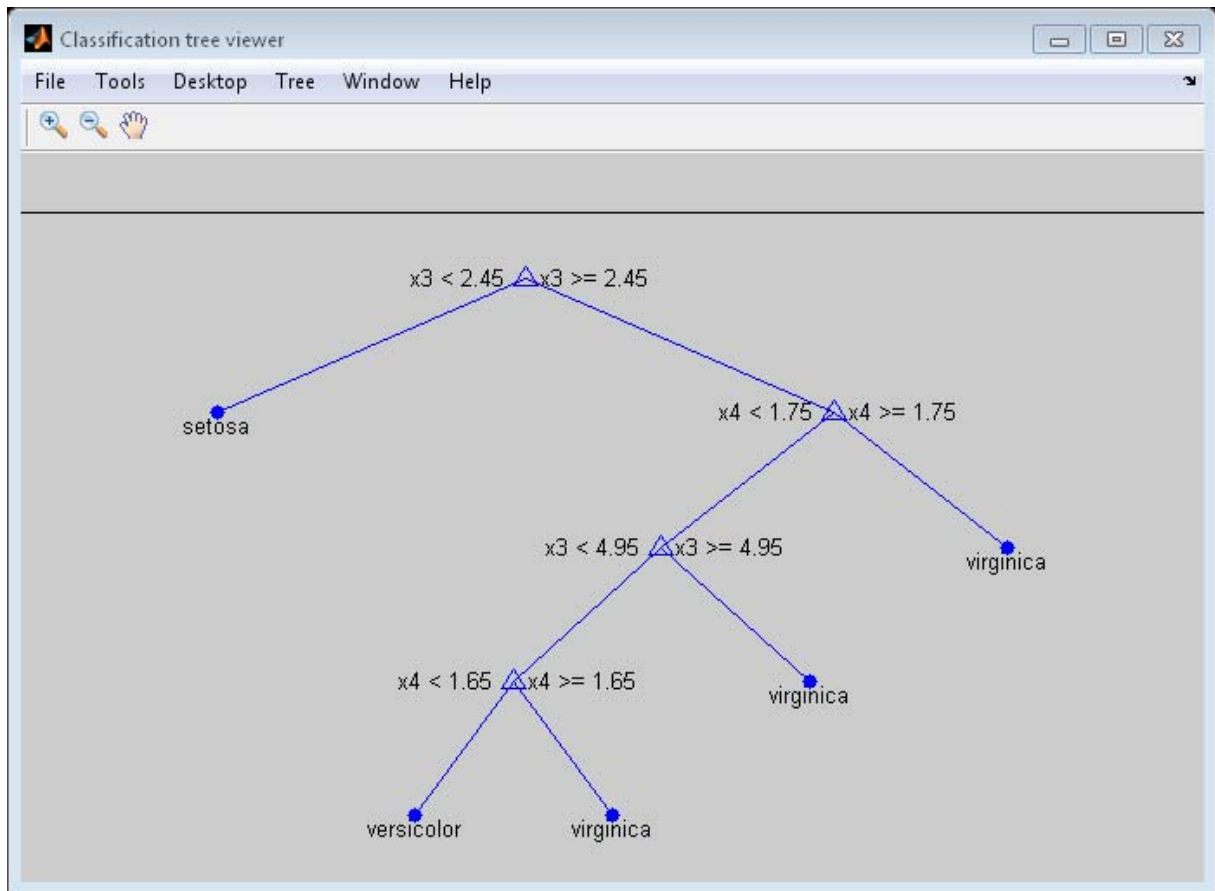 Classification tree viewer
File Tools Desktop Tree Window Help
x3 < 2.45 x3 >= 2.45
setosa
x4 < 1.75 x4 >= 1.75
x3 < 4.95 x3 >= 4.95
virginica
x4 < 1.65 x4 >= 1.65
virginica
versicolor virginica